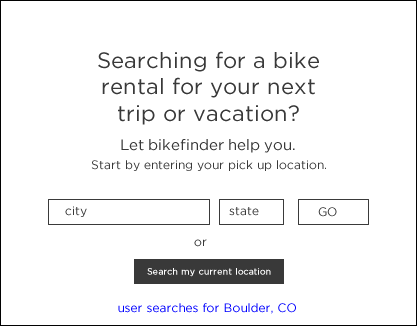 Searching for a bike
rental for your next
trip or vacation?
Let bikefinder help you.
Start by entering your pick up location.
city state GO
or
Search my current location
user searches for Boulder, CO